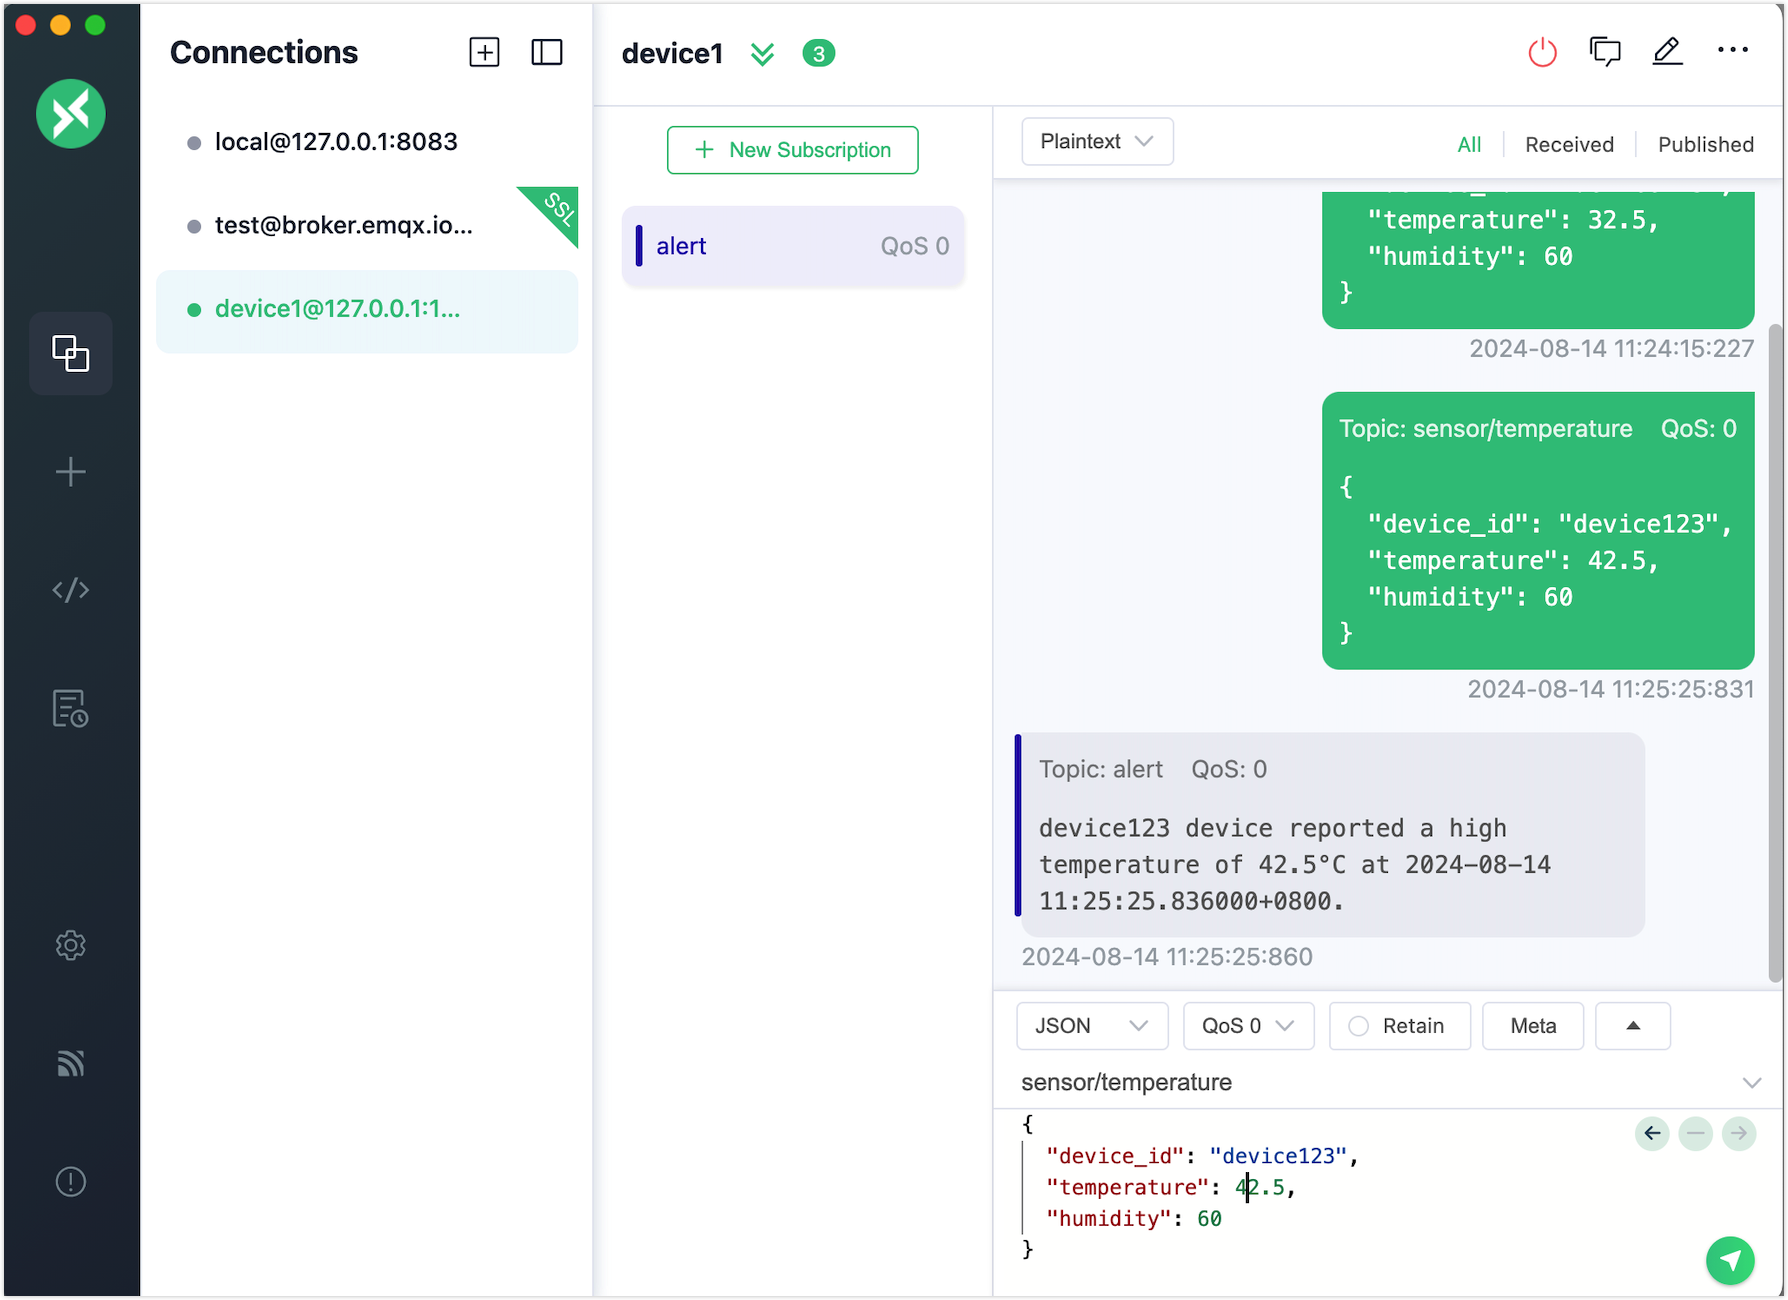 Connections
local@127.0.0.1:8083
test@broker.emqx.io...
SSL
device1@127.0.0.1:1...
device1
3
+ New Subscription
alert QoS 0
Plaintext
All Received Published
"temperature": 32.5,
"humidity": 60
}
2024-08-14 11:24:15:227
Topic: sensor/temperature QoS: 0
{
"device_id": "device123",
"temperature": 42.5,
"humidity": 60
}
2024-08-14 11:25:25:831
Topic: alert QoS: 0
device123 device reported a high
temperature of 42.5°C at 2024-08-14
11:25:25.836000+0800.
2024-08-14 11:25:25:860
JSON QoS 0 Retain Meta
sensor/temperature
{
"device_id": "device123",
"temperature": 42.5,
"humidity": 60
}